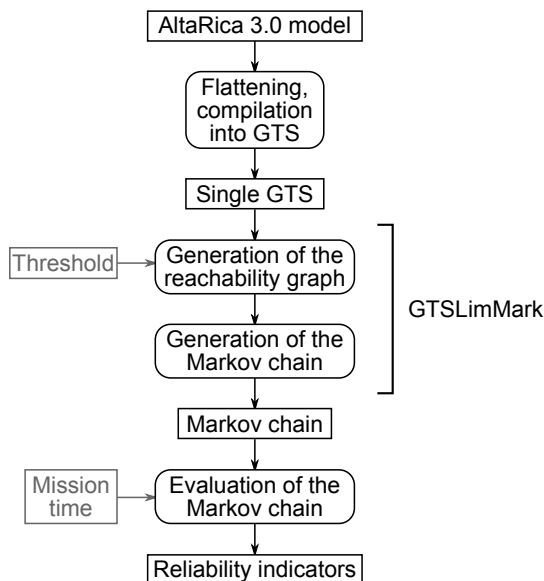 AltaRica 3.0 model
Flattening,
compilation
into GTS
Single GTS
Threshold
Generation of the
reachability graph
GTSLimMark
Generation of the
Markov chain
Markov chain
Mission
time
Evaluation of the
Markov chain
Reliability indicators